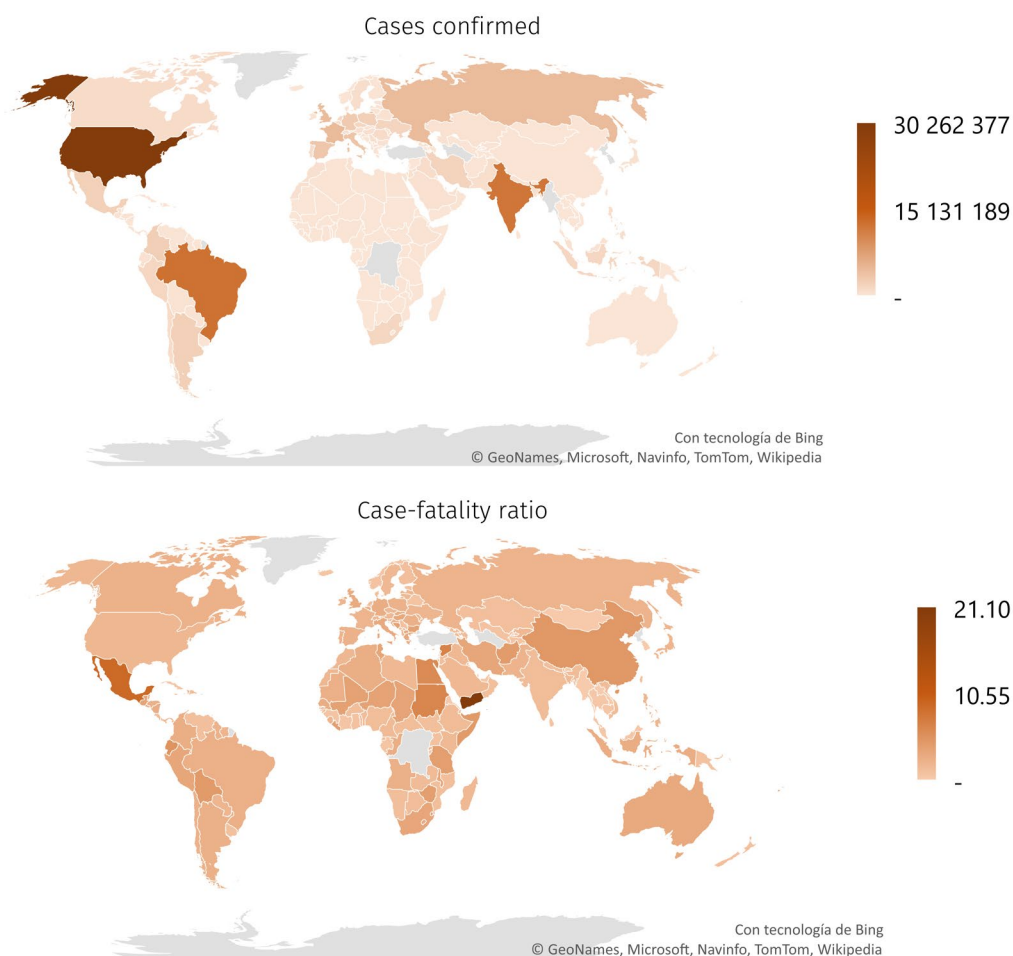 Cases confirmed
30 262 377
15 131 189
-
Con tecnología de Bing
© GeoNames, Microsoft, Navinfo, TomTom, Wikipedia
Case-fatality ratio
21.10
10.55
-
Con tecnología de Bing
© GeoNames, Microsoft, Navinfo, TomTom, Wikipedia